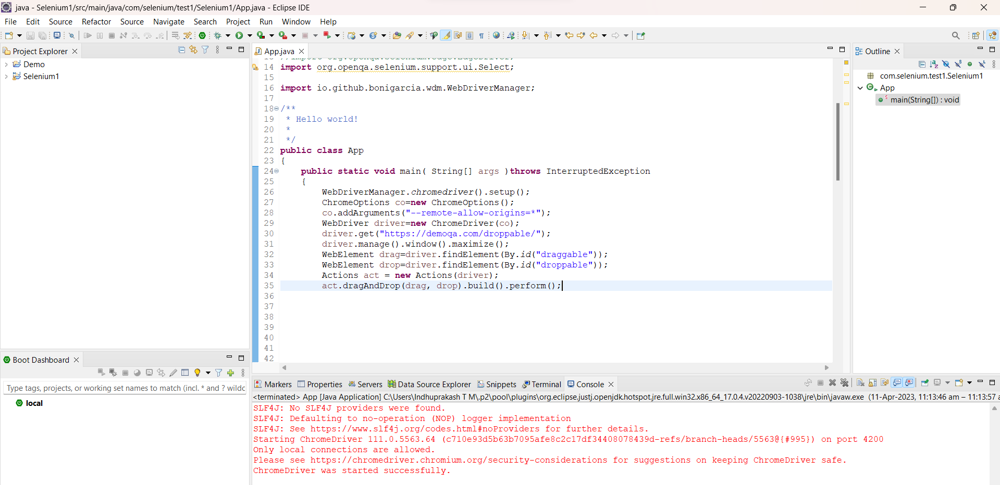 java - Selenium1/src/main/java/com/selenium/test1/Selenium1/App.java - Eclipse IDE
File Edit Source Refactor Source Navigate Search Project Run Window Help
Project Explorer
Demo
Selenium1
App.java
14 import org.openqa.selenium.support.ui.Select;
15
16 import io.github.bonigarcia.wdm.WebDriverManager;
17
18 /**
19  * Hello world!
20  *
21  */
22 public class App
23 {
24     public static void main( String[] args )throws InterruptedException
25     {
26         WebDriverManager.chromedriver().setup();
27         ChromeOptions co=new ChromeOptions();
28         co.addArguments("--remote-allow-origins=*");
29         WebDriver driver=new ChromeDriver(co);
30         driver.get("https://demoqa.com/droppable/");
31         driver.manage().window().maximize();
32         WebElement drag=driver.findElement(By.id("draggable"));
33         WebElement drop=driver.findElement(By.id("droppable"));
34         Actions act = new Actions(driver);
35         act.dragAndDrop(drag, drop).build().perform();
36
37
38
39
40
41
42
Outline
com.selenium.test1.Selenium1
App
main(String[]) : void
Boot Dashboard
Type tags, projects, or working set names to match (incl. * and ? wildc
local
Markers Properties Servers Data Source Explorer Snippets Terminal Console
<terminated> App [Java Application] C:\Users\Indhuprakash T M\.p2\pool\plugins\org.eclipse.justj.openjdk.hotspot.jre.full.win32.x86_64_17.0.4.v20220903-1038\jre\bin\javaw.exe (11-Apr-2023, 11:13:46 am – 11:13:57 a
SLF4J: No SLF4J providers were found.
SLF4J: Defaulting to no-operation (NOP) logger implementation
SLF4J: See https://www.slf4j.org/codes.html#noProviders for further details.
Starting ChromeDriver 111.0.5563.64 (c710e93d5b63b7095afe8c2c17df34408078439d-refs/branch-heads/5563@{#995}) on port 4200
Only local connections are allowed.
Please see https://chromedriver.chromium.org/security-considerations for suggestions on keeping ChromeDriver safe.
ChromeDriver was started successfully.